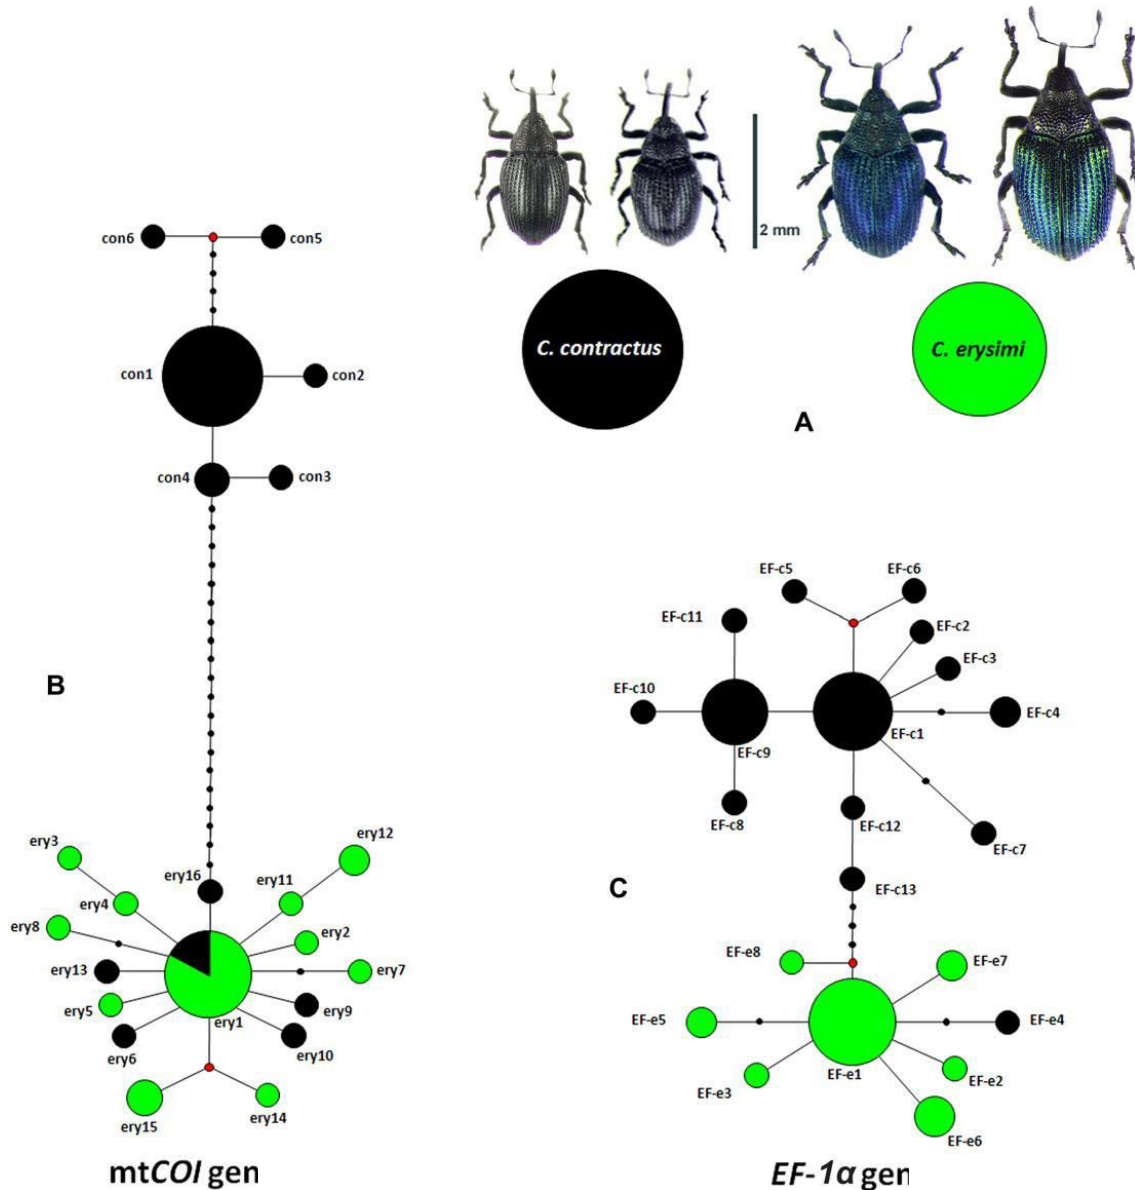 2 mm
C. contractus
C. erysimi
A
con6
con5
con1
con2
con4
con3
B
ery3
ery12
ery16
ery11
ery4
ery8
ery2
ery13
ery7
ery5
ery9
ery1
ery6
ery10
ery15
ery14
mtCOI gen
EF-c5
EF-c6
EF-c11
EF-c2
EF-c3
EF-c10
EF-c4
EF-c1
EF-c9
EF-c8
EF-c12
EF-c7
C
EF-c13
EF-e8
EF-e7
EF-e5
EF-e4
EF-e1
EF-e2
EF-e3
EF-e6
EF-1α gen